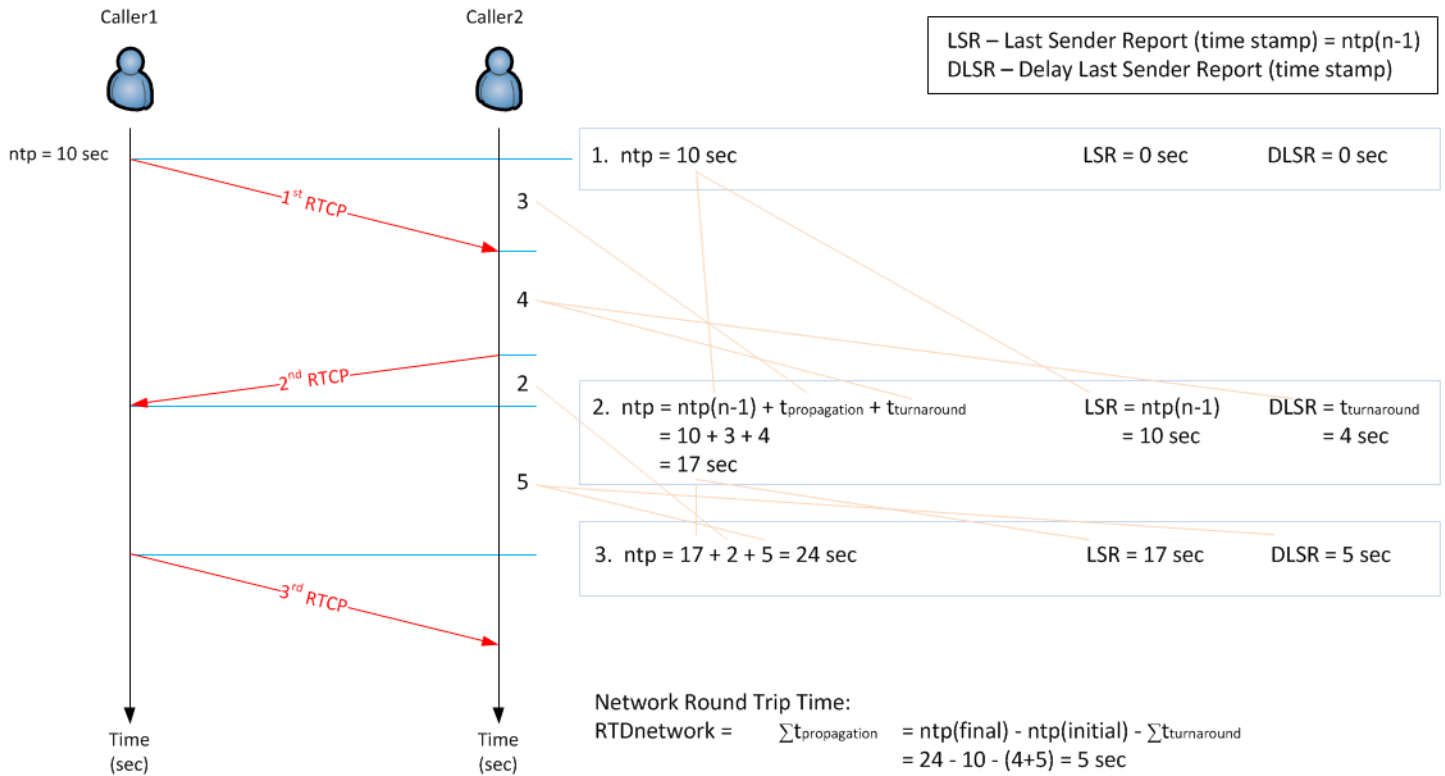 Caller1
Caller2
LSR – Last Sender Report (time stamp) = ntp(n-1)
DLSR – Delay Last Sender Report (time stamp)
ntp = 10 sec
1. ntp = 10 sec LSR = 0 sec DLSR = 0 sec
1st RTCP
3
4
2nd RTCP
2
2. ntp = ntp(n-1) + tpropagation + tturnaround LSR = ntp(n-1) DLSR = tturnaround
= 10 + 3 + 4 = 10 sec = 4 sec
= 17 sec
5
3. ntp = 17 + 2 + 5 = 24 sec LSR = 17 sec DLSR = 5 sec
3rd RTCP
Network Round Trip Time:
RTDnetwork = ∑tpropagation = ntp(final) - ntp(initial) - ∑tturnaround
= 24 - 10 - (4+5) = 5 sec
Time
(sec)
Time
(sec)